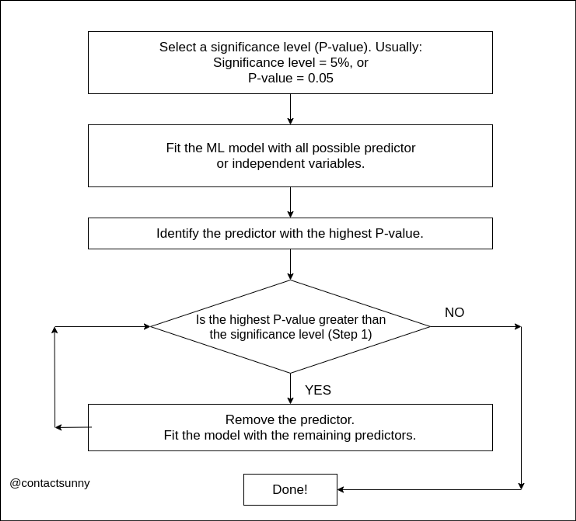 Select a significance level (P-value). Usually:
Significance level = 5%, or
P-value = 0.05
Fit the ML model with all possible predictor
or independent variables.
Identify the predictor with the highest P-value.
Is the highest P-value greater than
the significance level (Step 1)
NO
YES
Remove the predictor.
Fit the model with the remaining predictors.
@contactsunny
Done!